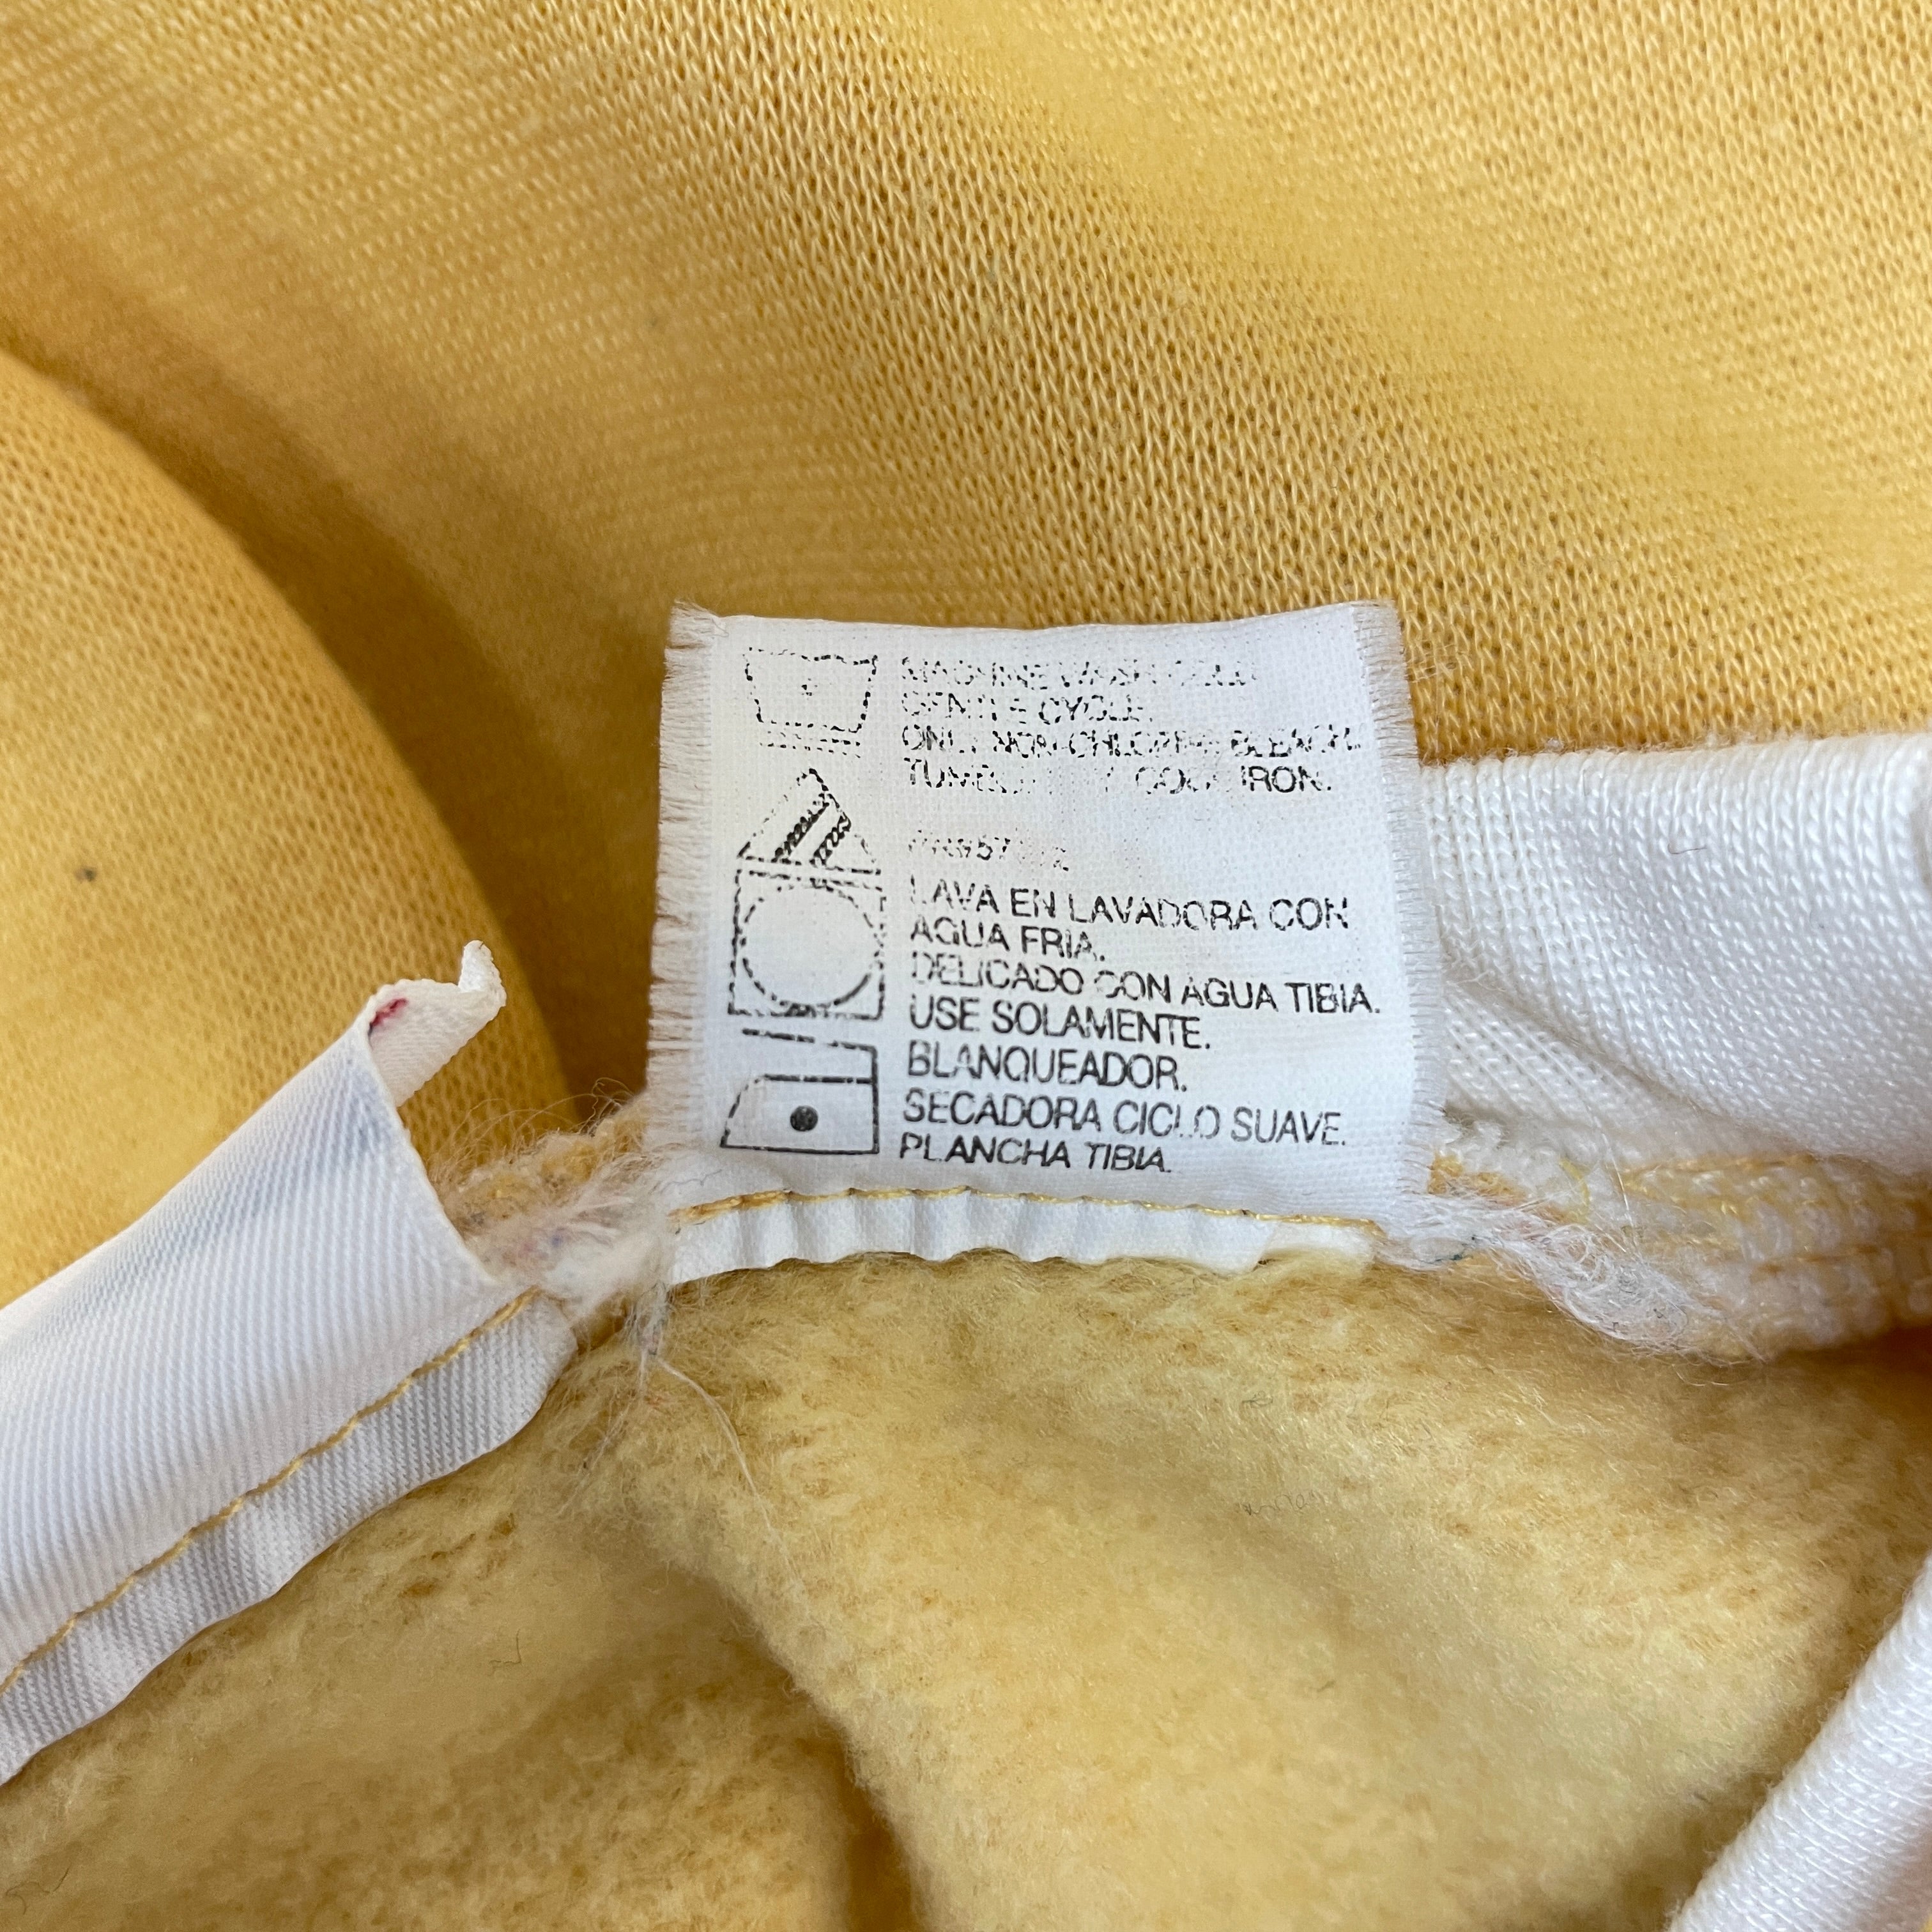 MACHINE WASH COLD
GENTLE CYCLE.
ONLY NON-CHLORINE BLEACH.
TUMBLE DRY COOL IRON.
LAVA EN LAVADORA CON
AGUA FRIA.
DELICADO CON AGUA TIBIA.
USE SOLAMENTE.
BLANQUEADOR.
SECADORA CICLO SUAVE.
PLANCHA TIBIA.